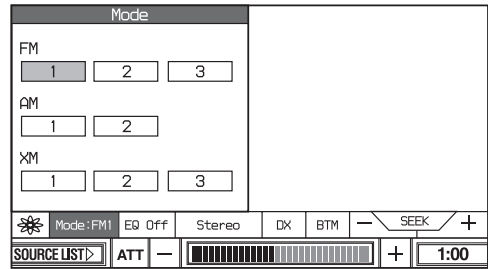 Mode
FM
1 2 3
AM
1 2
XM
1 2 3
Mode:FM1 EQ Off Stereo DX BTM — SEEK +
SOURCE LIST ATT — + 1:00